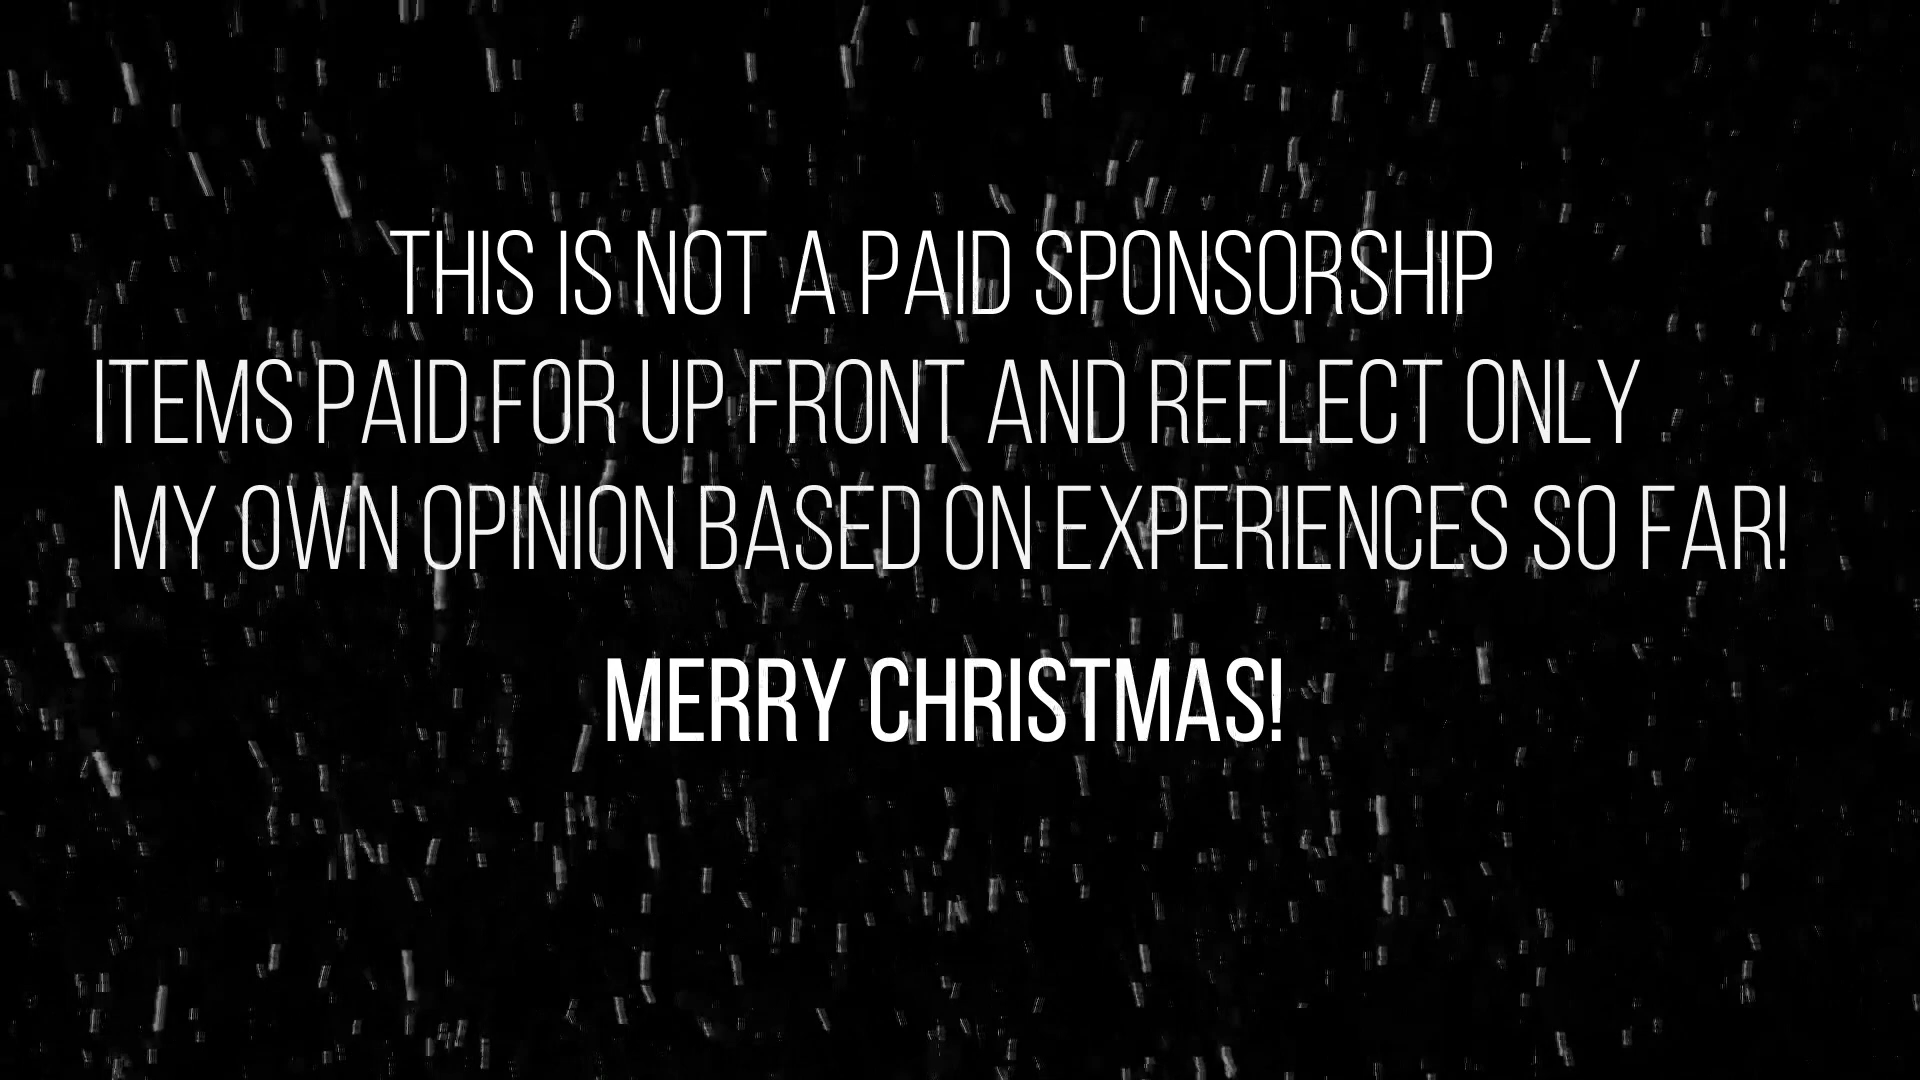 THIS IS NOT A PAID SPONSORSHIP
ITEMS PAID FOR UP FRONT AND REFLECT ONLY
MY OWN OPINION BASED ON EXPERIENCES SO FAR!
MERRY CHRISTMAS!